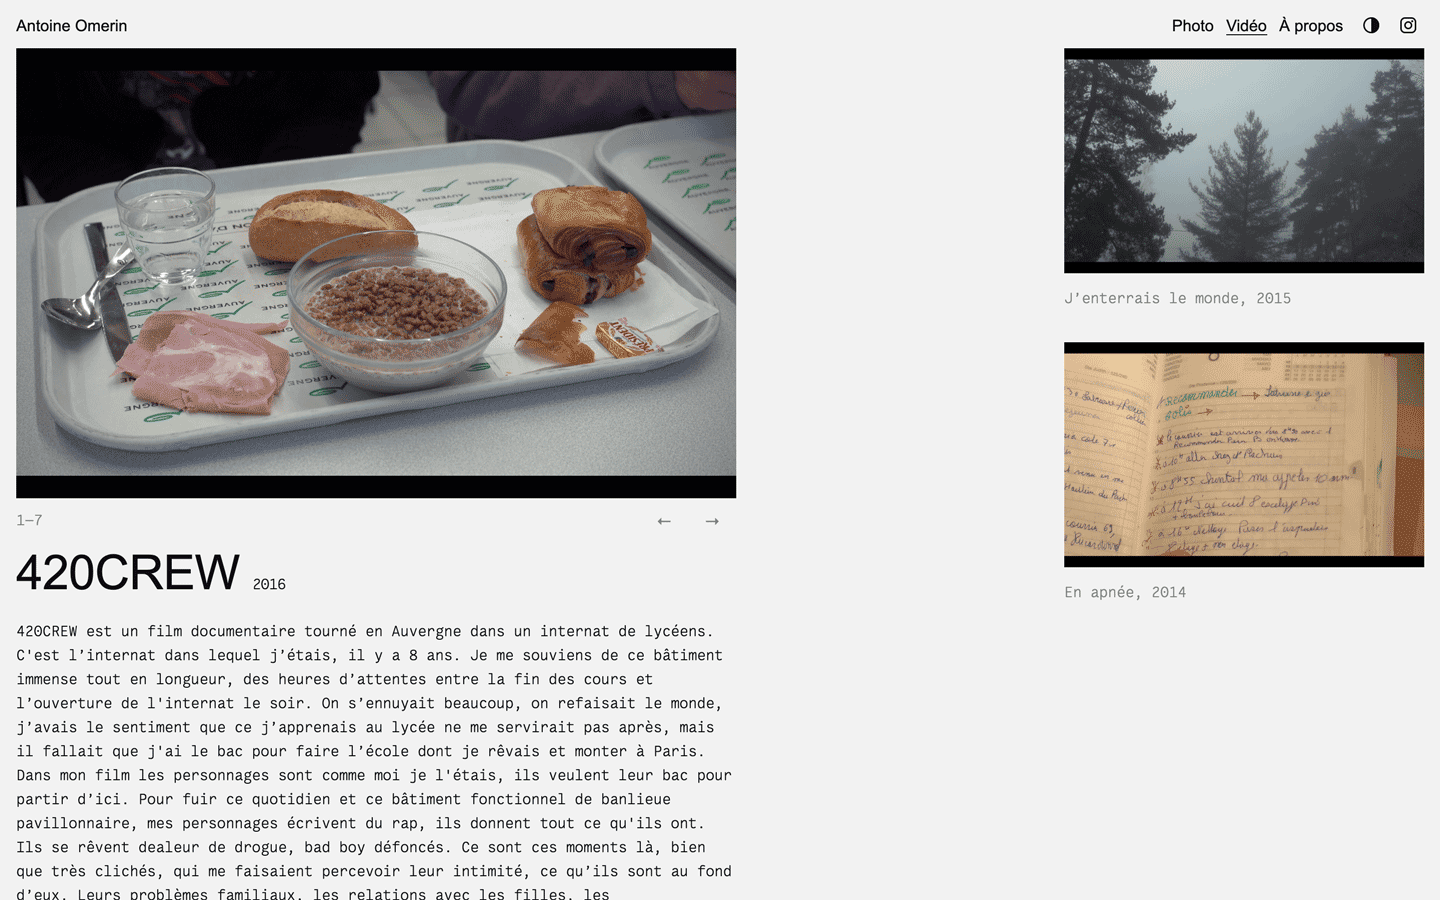 Antoine Omerin
Photo Vidéo À propos
AUVERGNE
1—7
← →
420CREW 2016
420CREW est un film documentaire tourné en Auvergne dans un internat de lycéens.
C'est l’internat dans lequel j’étais, il y a 8 ans. Je me souviens de ce bâtiment
immense tout en longueur, des heures d’attentes entre la fin des cours et
l’ouverture de l'internat le soir. On s’ennuyait beaucoup, on refaisait le monde,
j’avais le sentiment que ce j’apprenais au lycée ne me servirait pas après, mais
il fallait que j'ai le bac pour faire l’école dont je rêvais et monter à Paris.
Dans mon film les personnages sont comme moi je l'étais, ils veulent leur bac pour
partir d’ici. Pour fuir ce quotidien et ce bâtiment fonctionnel de banlieue
pavillonnaire, mes personnages écrivent du rap, ils donnent tout ce qu'ils ont.
Ils se rêvent dealeur de drogue, bad boy défoncés. Ce sont ces moments là, bien
que très clichés, qui me faisaient percevoir leur intimité, ce qu’ils sont au fond
d’eux. Leurs problèmes familiaux, les relations avec les filles, les
J’enterrais le monde, 2015
En apnée, 2014